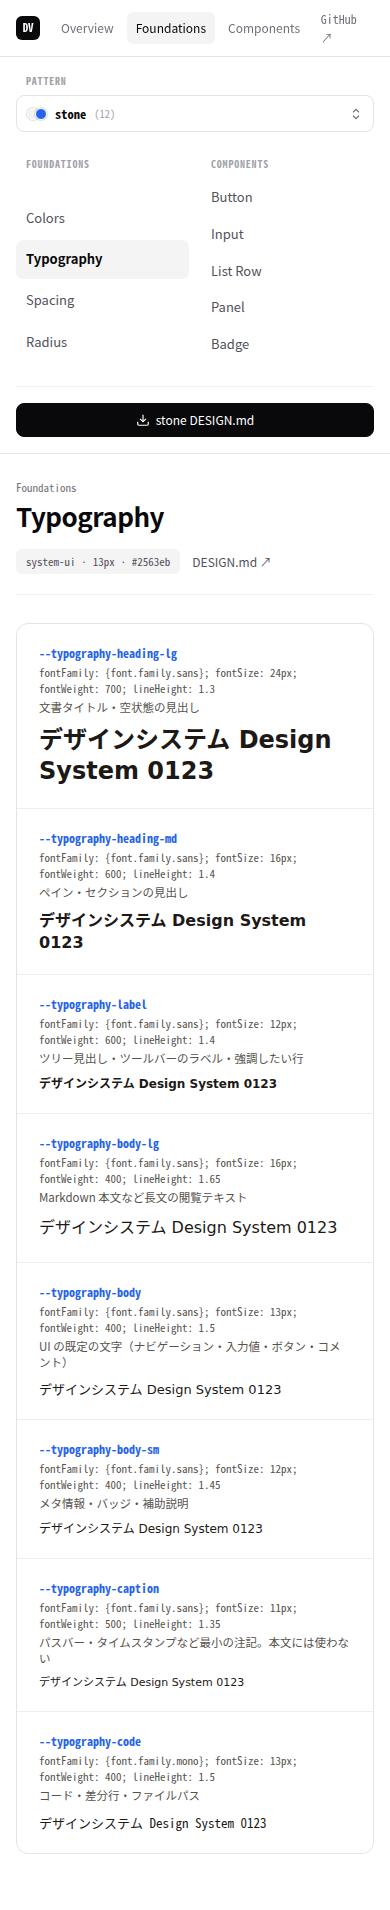 DV
Overview
Foundations
Components
GitHub
↗
PATTERN
stone (12)
FOUNDATIONS
Colors
Typography
Spacing
Radius
COMPONENTS
Button
Input
List Row
Panel
Badge
stone DESIGN.md
Foundations
Typography
system-ui · 13px · #2563eb
DESIGN.md ↗
--typography-heading-lg
fontFamily: {font.family.sans}; fontSize: 24px;
fontWeight: 700; lineHeight: 1.3
文書タイトル・空状態の見出し
デザインシステム Design
System 0123
--typography-heading-md
fontFamily: {font.family.sans}; fontSize: 16px;
fontWeight: 600; lineHeight: 1.4
ペイン・セクションの見出し
デザインシステム Design System
0123
--typography-label
fontFamily: {font.family.sans}; fontSize: 12px;
fontWeight: 600; lineHeight: 1.4
ツリー見出し・ツールバーのラベル・強調したい行
デザインシステム Design System 0123
--typography-body-lg
fontFamily: {font.family.sans}; fontSize: 16px;
fontWeight: 400; lineHeight: 1.65
Markdown 本文など長文の閲覧テキスト
デザインシステム Design System 0123
--typography-body
fontFamily: {font.family.sans}; fontSize: 13px;
fontWeight: 400; lineHeight: 1.5
UI の既定の文字（ナビゲーション・入力値・ボタン・コメ
ント）
デザインシステム Design System 0123
--typography-body-sm
fontFamily: {font.family.sans}; fontSize: 12px;
fontWeight: 400; lineHeight: 1.45
メタ情報・バッジ・補助説明
デザインシステム Design System 0123
--typography-caption
fontFamily: {font.family.sans}; fontSize: 11px;
fontWeight: 500; lineHeight: 1.35
パスバー・タイムスタンプなど最小の注記。本文には使わな
い
デザインシステム Design System 0123
--typography-code
fontFamily: {font.family.mono}; fontSize: 13px;
fontWeight: 400; lineHeight: 1.5
コード・差分行・ファイルパス
デザインシステム Design System 0123